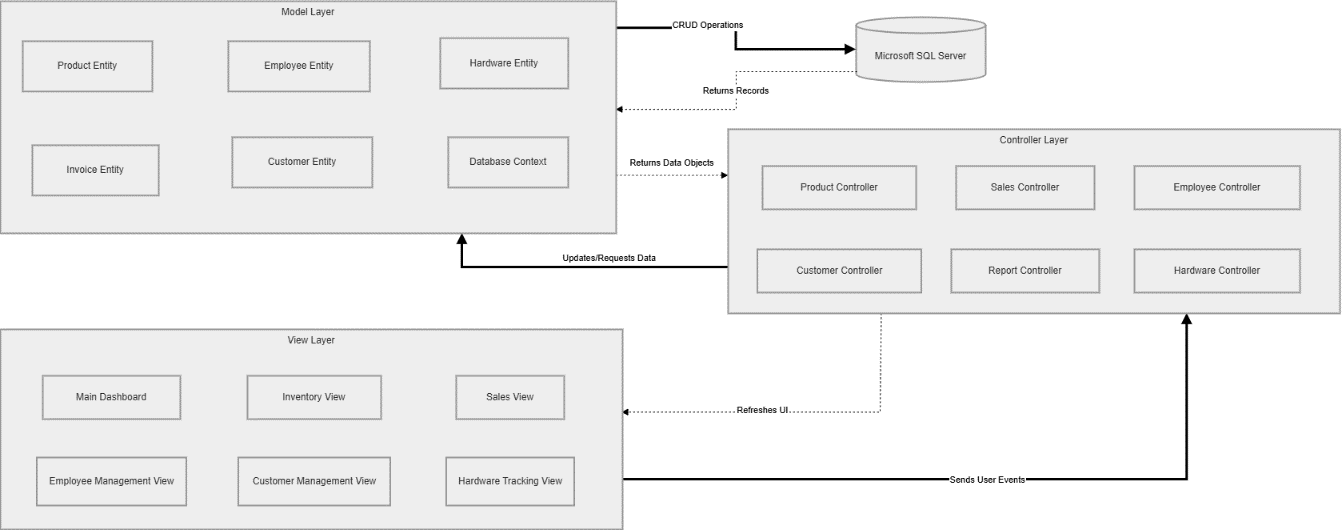 Model Layer
Product Entity
Employee Entity
Hardware Entity
Invoice Entity
Customer Entity
Database Context
CRUD Operations
Microsoft SQL Server
Returns Records
Returns Data Objects
Controller Layer
Product Controller
Sales Controller
Employee Controller
Customer Controller
Report Controller
Hardware Controller
Updates/Requests Data
View Layer
Main Dashboard
Inventory View
Sales View
Employee Management View
Customer Management View
Hardware Tracking View
Refreshes UI
Sends User Events